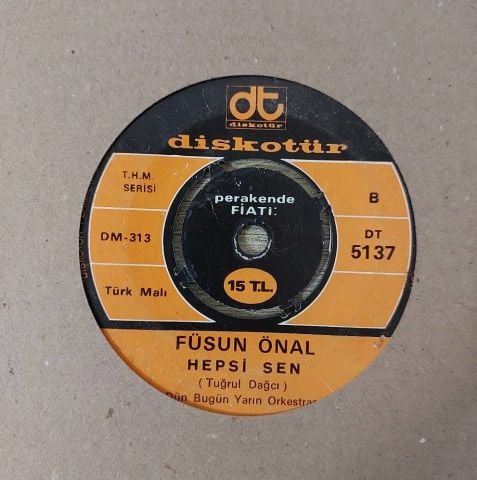 dt
diskotür
diskotür
T.H.M.
SERİSİ
perakende
FİATİ:
B
DM-313
DT
5137
Türk Malı
15 T.L.
FÜSUN ÖNAL
HEPSİ SEN
(Tuğrul Dağcı)
Dün Bugün Yarın Orkestrası